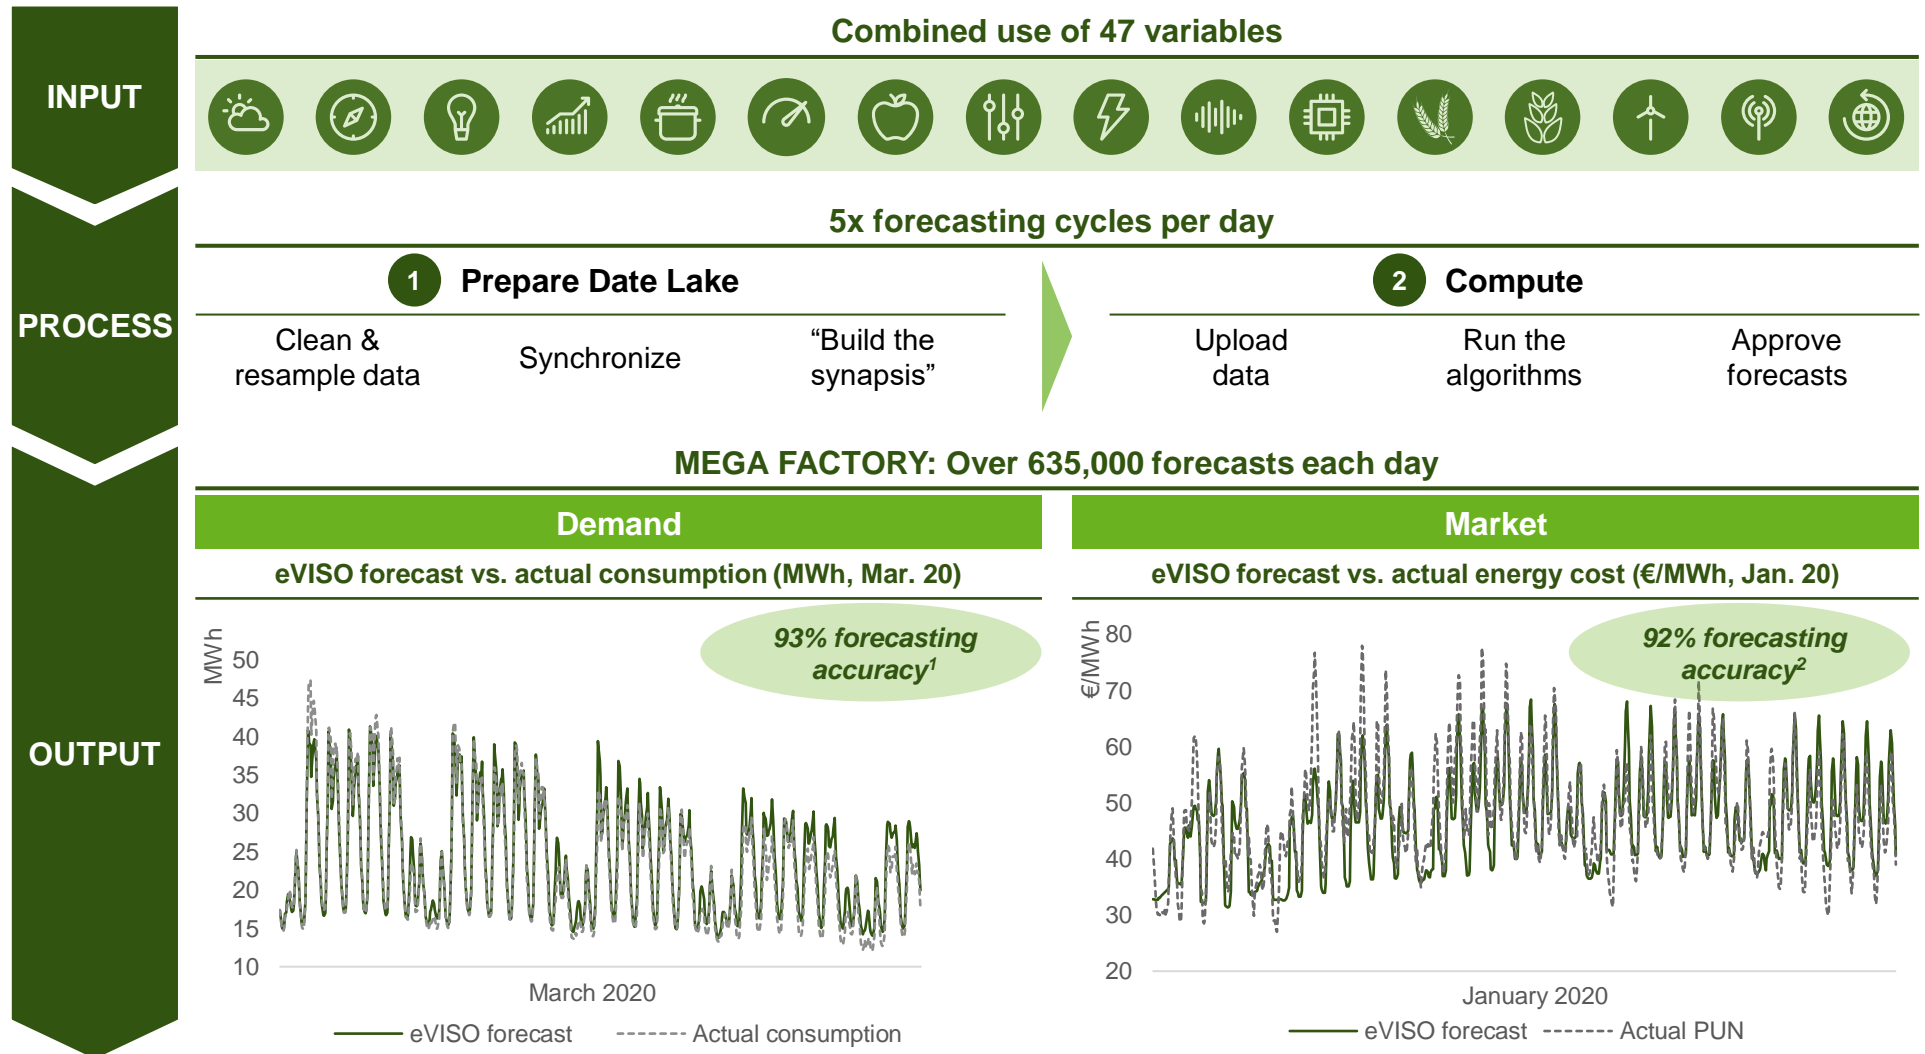 INPUT
Combined use of 47 variables
PROCESS
5x forecasting cycles per day
1 Prepare Date Lake
Clean &
resample data
Synchronize
“Build the
synapsis”
2 Compute
Upload
data
Run the
algorithms
Approve
forecasts
OUTPUT
MEGA FACTORY: Over 635,000 forecasts each day
Demand
eVISO forecast vs. actual consumption (MWh, Mar. 20)
93% forecasting
accuracy1
MWh
50
45
40
35
30
25
20
15
10
March 2020
eVISO forecast
Actual consumption
Market
eVISO forecast vs. actual energy cost (€/MWh, Jan. 20)
92% forecasting
accuracy2
€/MWh
80
70
60
50
40
30
20
January 2020
eVISO forecast
Actual PUN